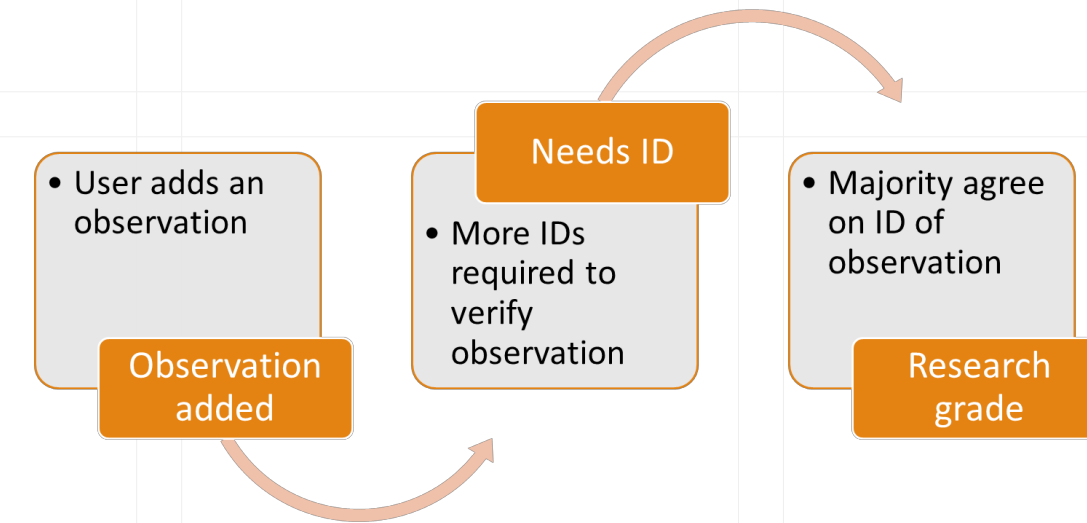 • User adds an
observation
Observation
added
Needs ID
• More IDs
required to
verify
observation
• Majority agree
on ID of
observation
Research
grade